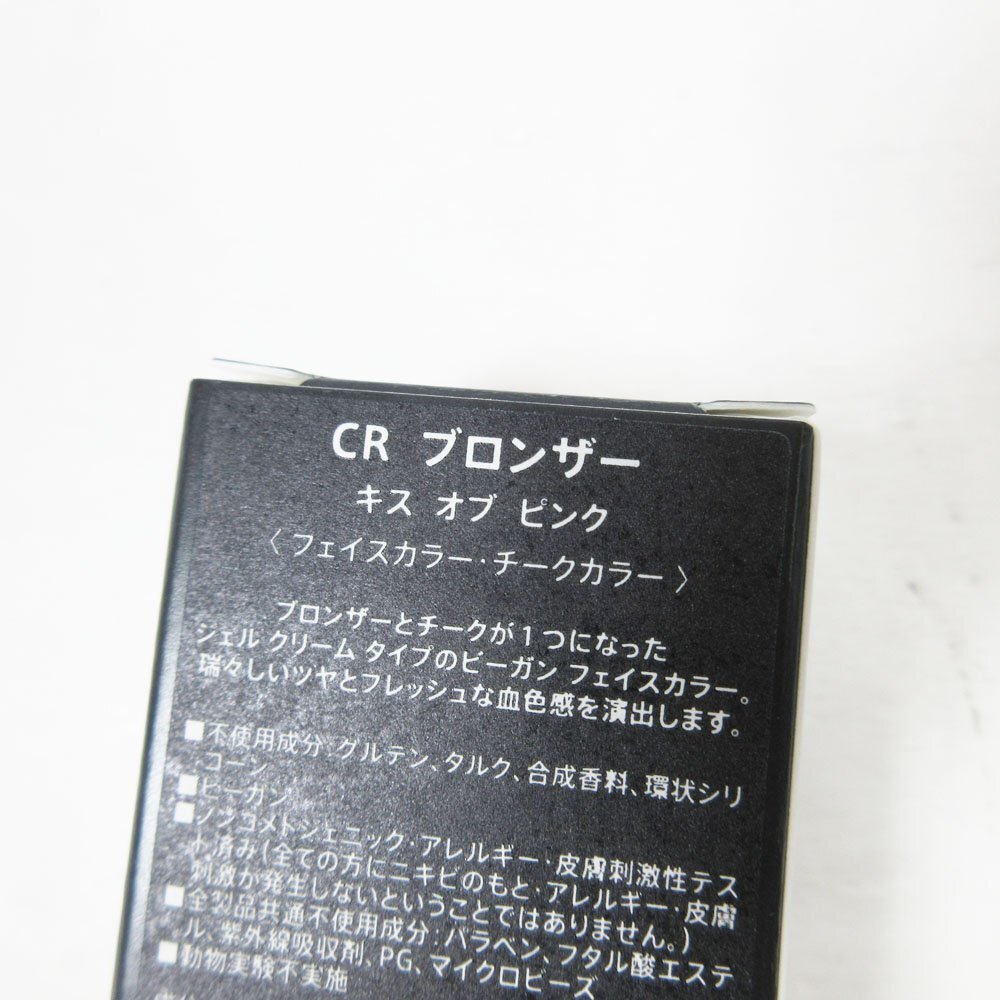 CR ブロンザー
キス オブ ピンク
〈 フェイスカラー・チークカラー 〉
ブロンザーとチークが1つになった
シェル クリーム タイプのビーガン フェイスカラー。
瑞々しいツヤとフレッシュな血色感を演出します。
■不使用成分:グルテン、タルク、合成香料、環状シリ
コーン
■ビーガン
■ノンコメドジェニック・アレルギー・皮膚刺激性テス
ト済み(全ての方にニキビのもと・アレルギー・皮膚
刺激が発生しないということではありません。)
■全製品共通不使用成分:パラベン、フタル酸エステ
ル、紫外線吸収剤、PG、マイクロビーズ
■動物実験不実施